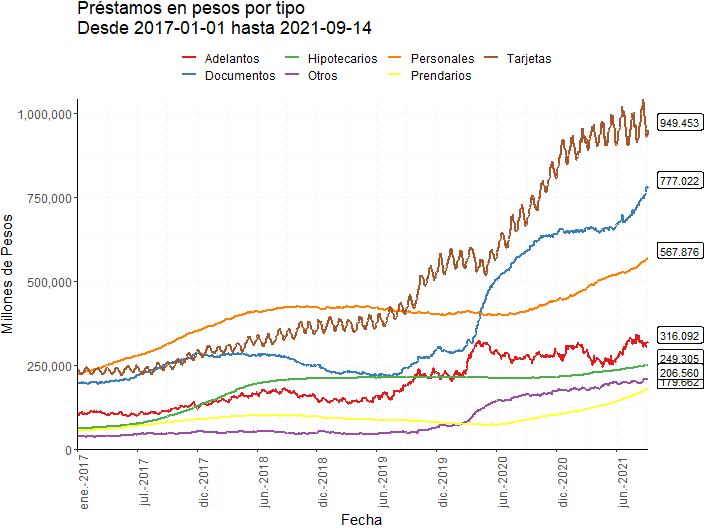 Préstamos en pesos por tipo
Desde 2017-01-01 hasta 2021-09-14
Adelantos Hipotecarios Personales Tarjetas
Documentos Otros Prendarios
1,000,000
750,000
500,000
250,000
0
Millones de Pesos
949.453
777.022
567.876
316.092
249.305
206.560
179.662
ene.-2017
jul.-2017
dic.-2017
jun.-2018
dic.-2018
jun.-2019
dic.-2019
jun.-2020
dic.-2020
jun.-2021
Fecha